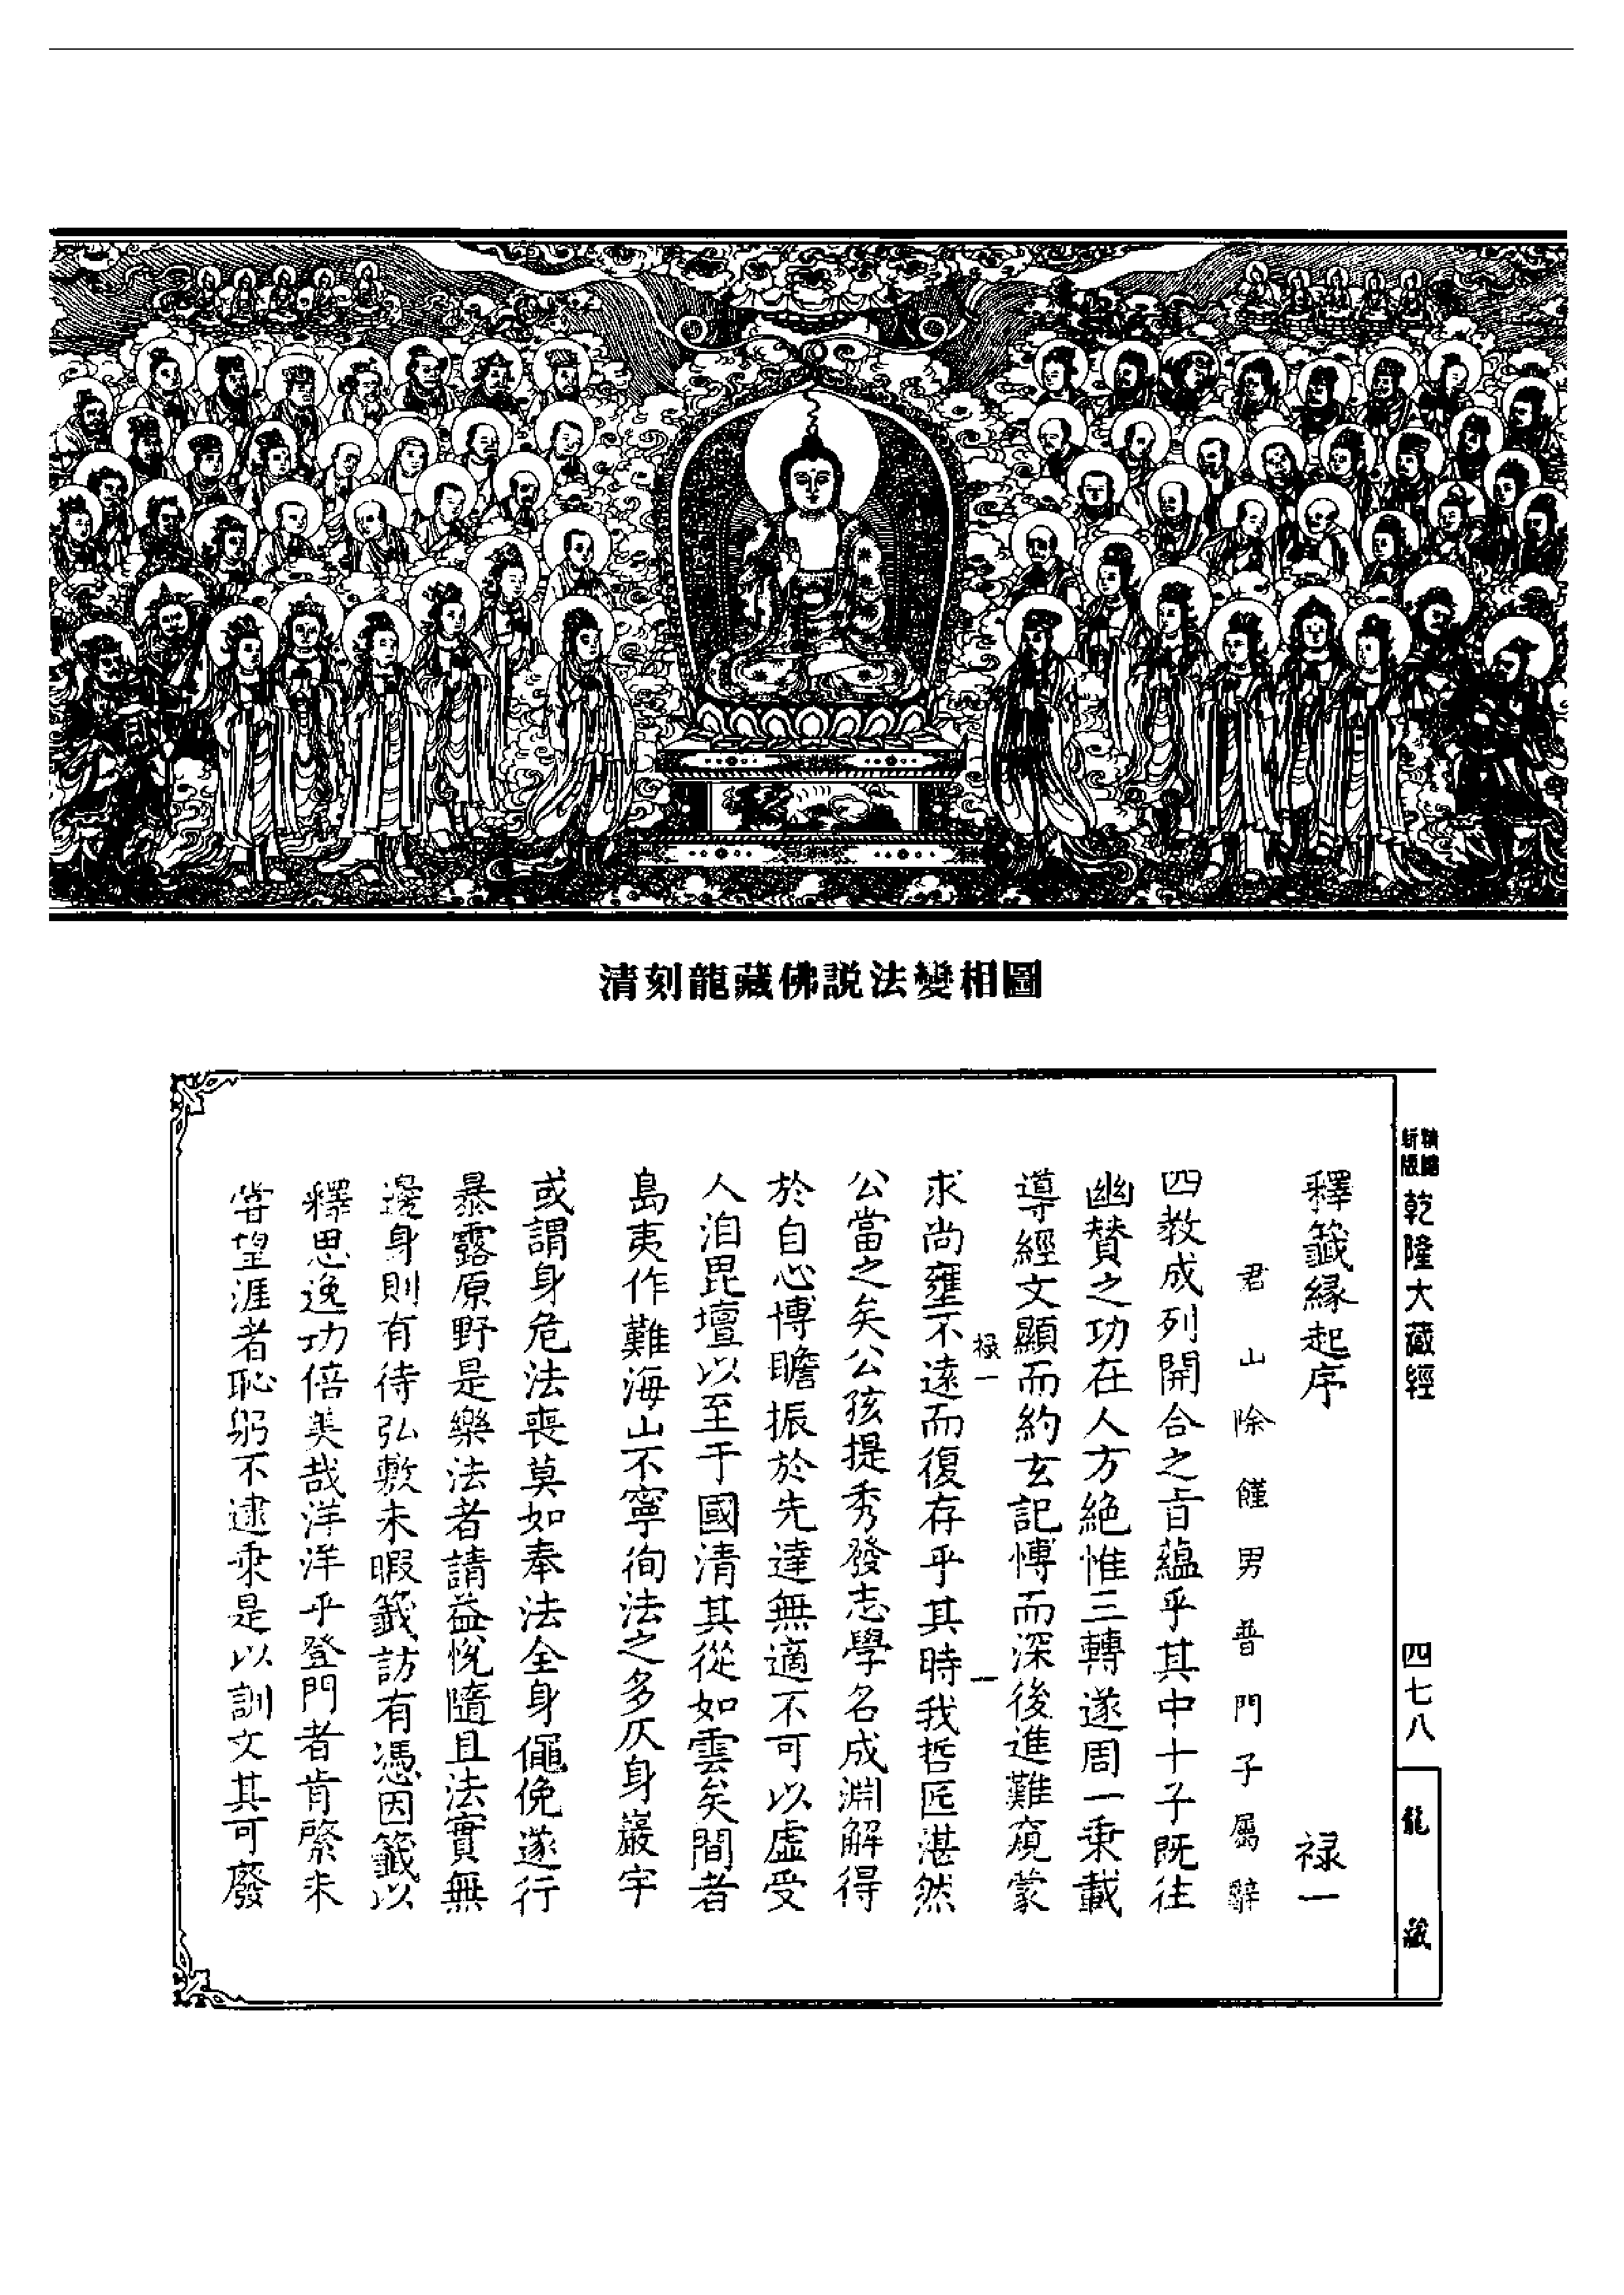 清刻龍藏佛説法變相圖
新版
精縮
乾隆大藏經
四七八
龍藏
釋籤緣起序 禄一
君山除饉男普門子屬辭
四教成列開合之旨蘊乎其中十子既往
幽賛之功在人方絶惟三轉遂周一乗載
導經文顯而約玄記博而深後進難窺蒙
禄一 一
求尚壅不遠而復存乎其時我哲匠湛然
公當之矣公孩提秀發志學名成淵解得
於自心博瞻振於先達無適不可以虛受
人洎毘壇以至于國清其從如雲矣間者
島夷作難海山不寧徇法之多仄身巖宇
或謂身危法喪莫如奉法全身僶俛遂行
暴露原野是樂法者請益恱隨且法實無
邊身則有待弘敷未暇籤訪有憑因籤以
釋思逸功倍美哉洋洋乎登門者肯綮未
甞望涯者恥躬不逮秉是以訓文其可廢